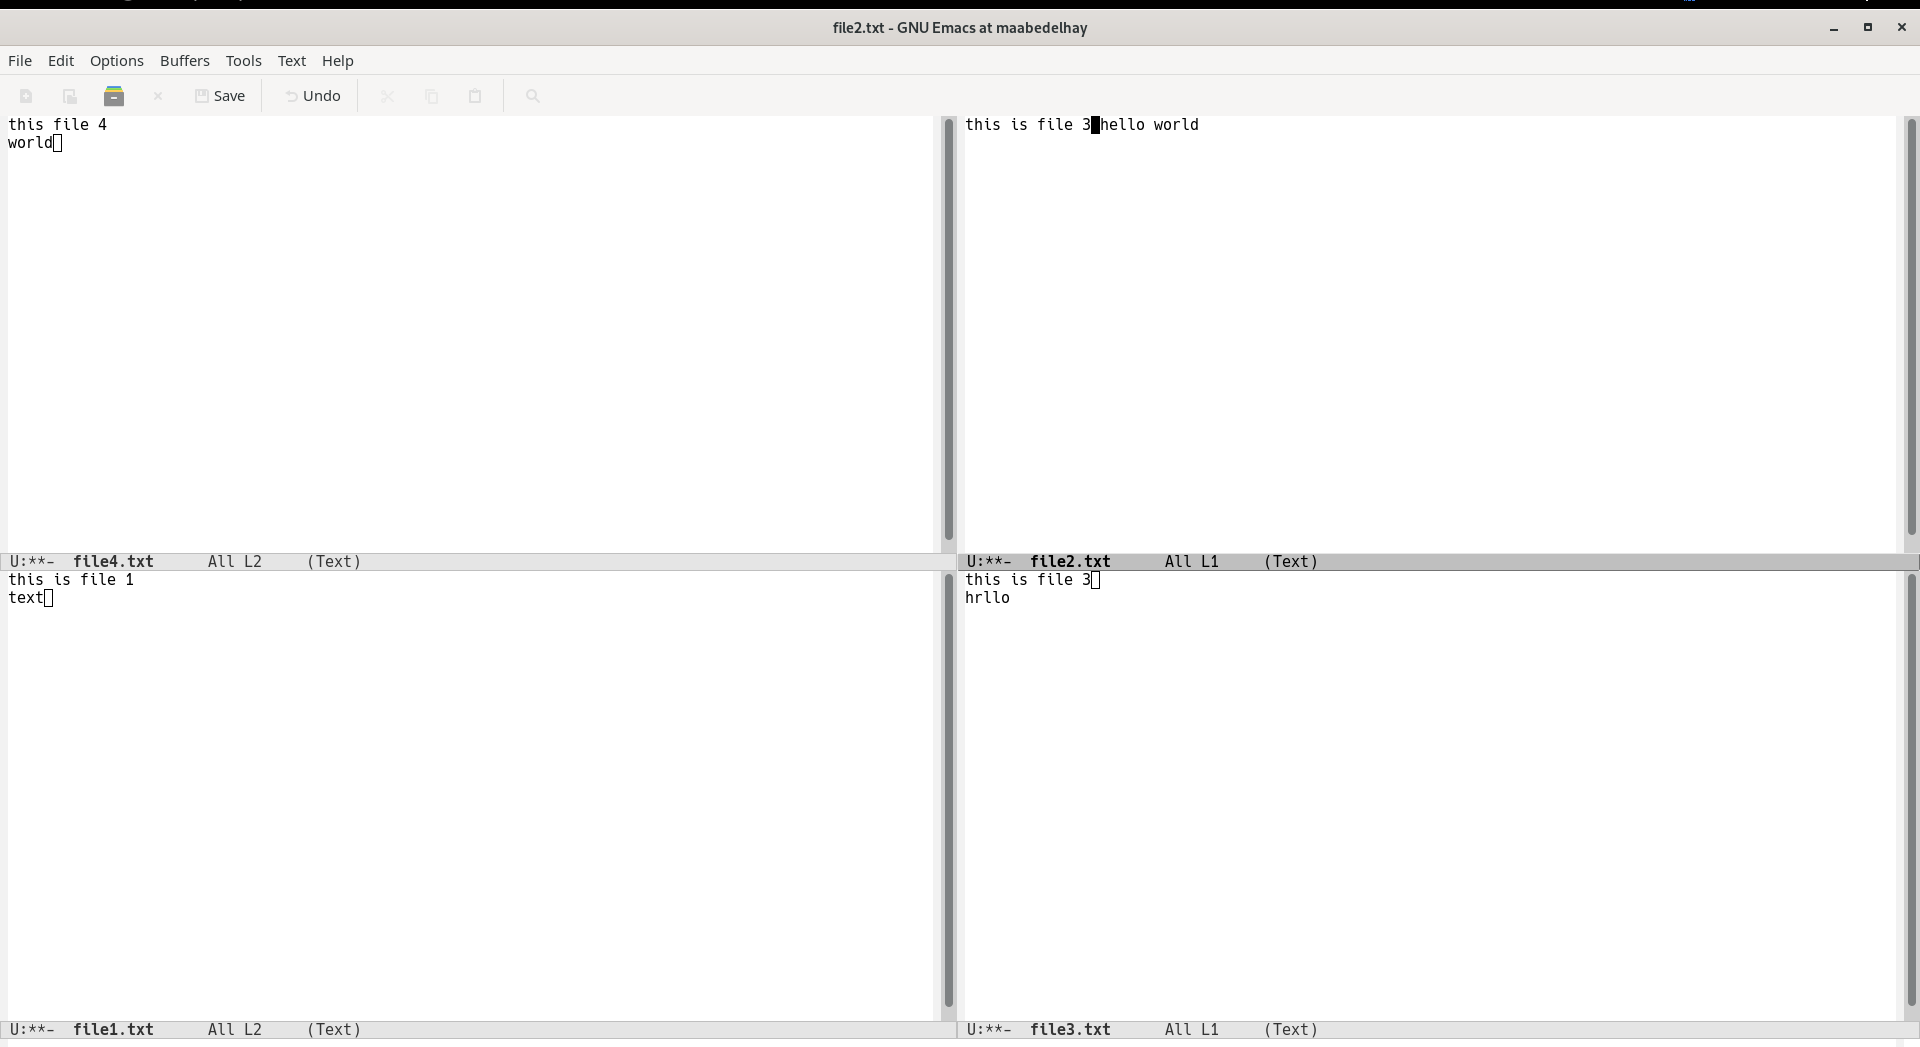 file2.txt - GNU Emacs at maabedelhay
File Edit Options Buffers Tools Text Help
Save Undo
this file 4
world
U:**-  file4.txt      All L2     (Text)
this is file 3 hello world
U:**-  file2.txt      All L1     (Text)
this is file 1
text
U:**-  file1.txt      All L2     (Text)
this is file 3
hrllo
U:**-  file3.txt      All L1     (Text)